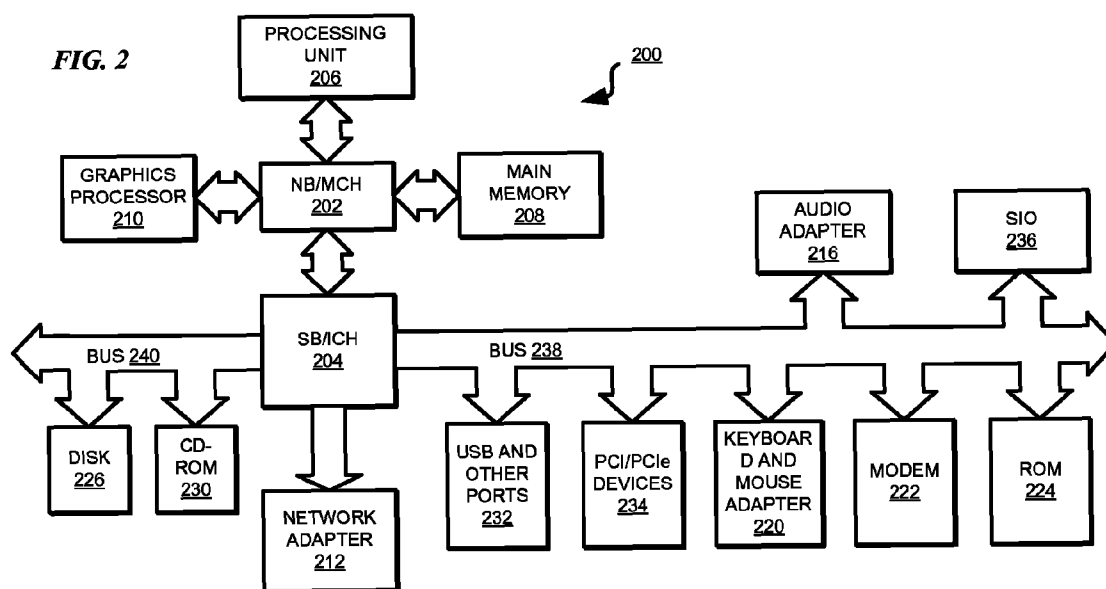 FIG. 2
PROCESSING
UNIT
206
200
GRAPHICS
PROCESSOR
210
NB/MCH
202
MAIN
MEMORY
208
AUDIO
ADAPTER
216
SIO
236
SB/ICH
204
BUS 240
BUS 238
DISK
226
CD-
ROM
230
NETWORK
ADAPTER
212
USB AND
OTHER
PORTS
232
PCI/PCIe
DEVICES
234
KEYBOAR
D AND
MOUSE
ADAPTER
220
MODEM
222
ROM
224